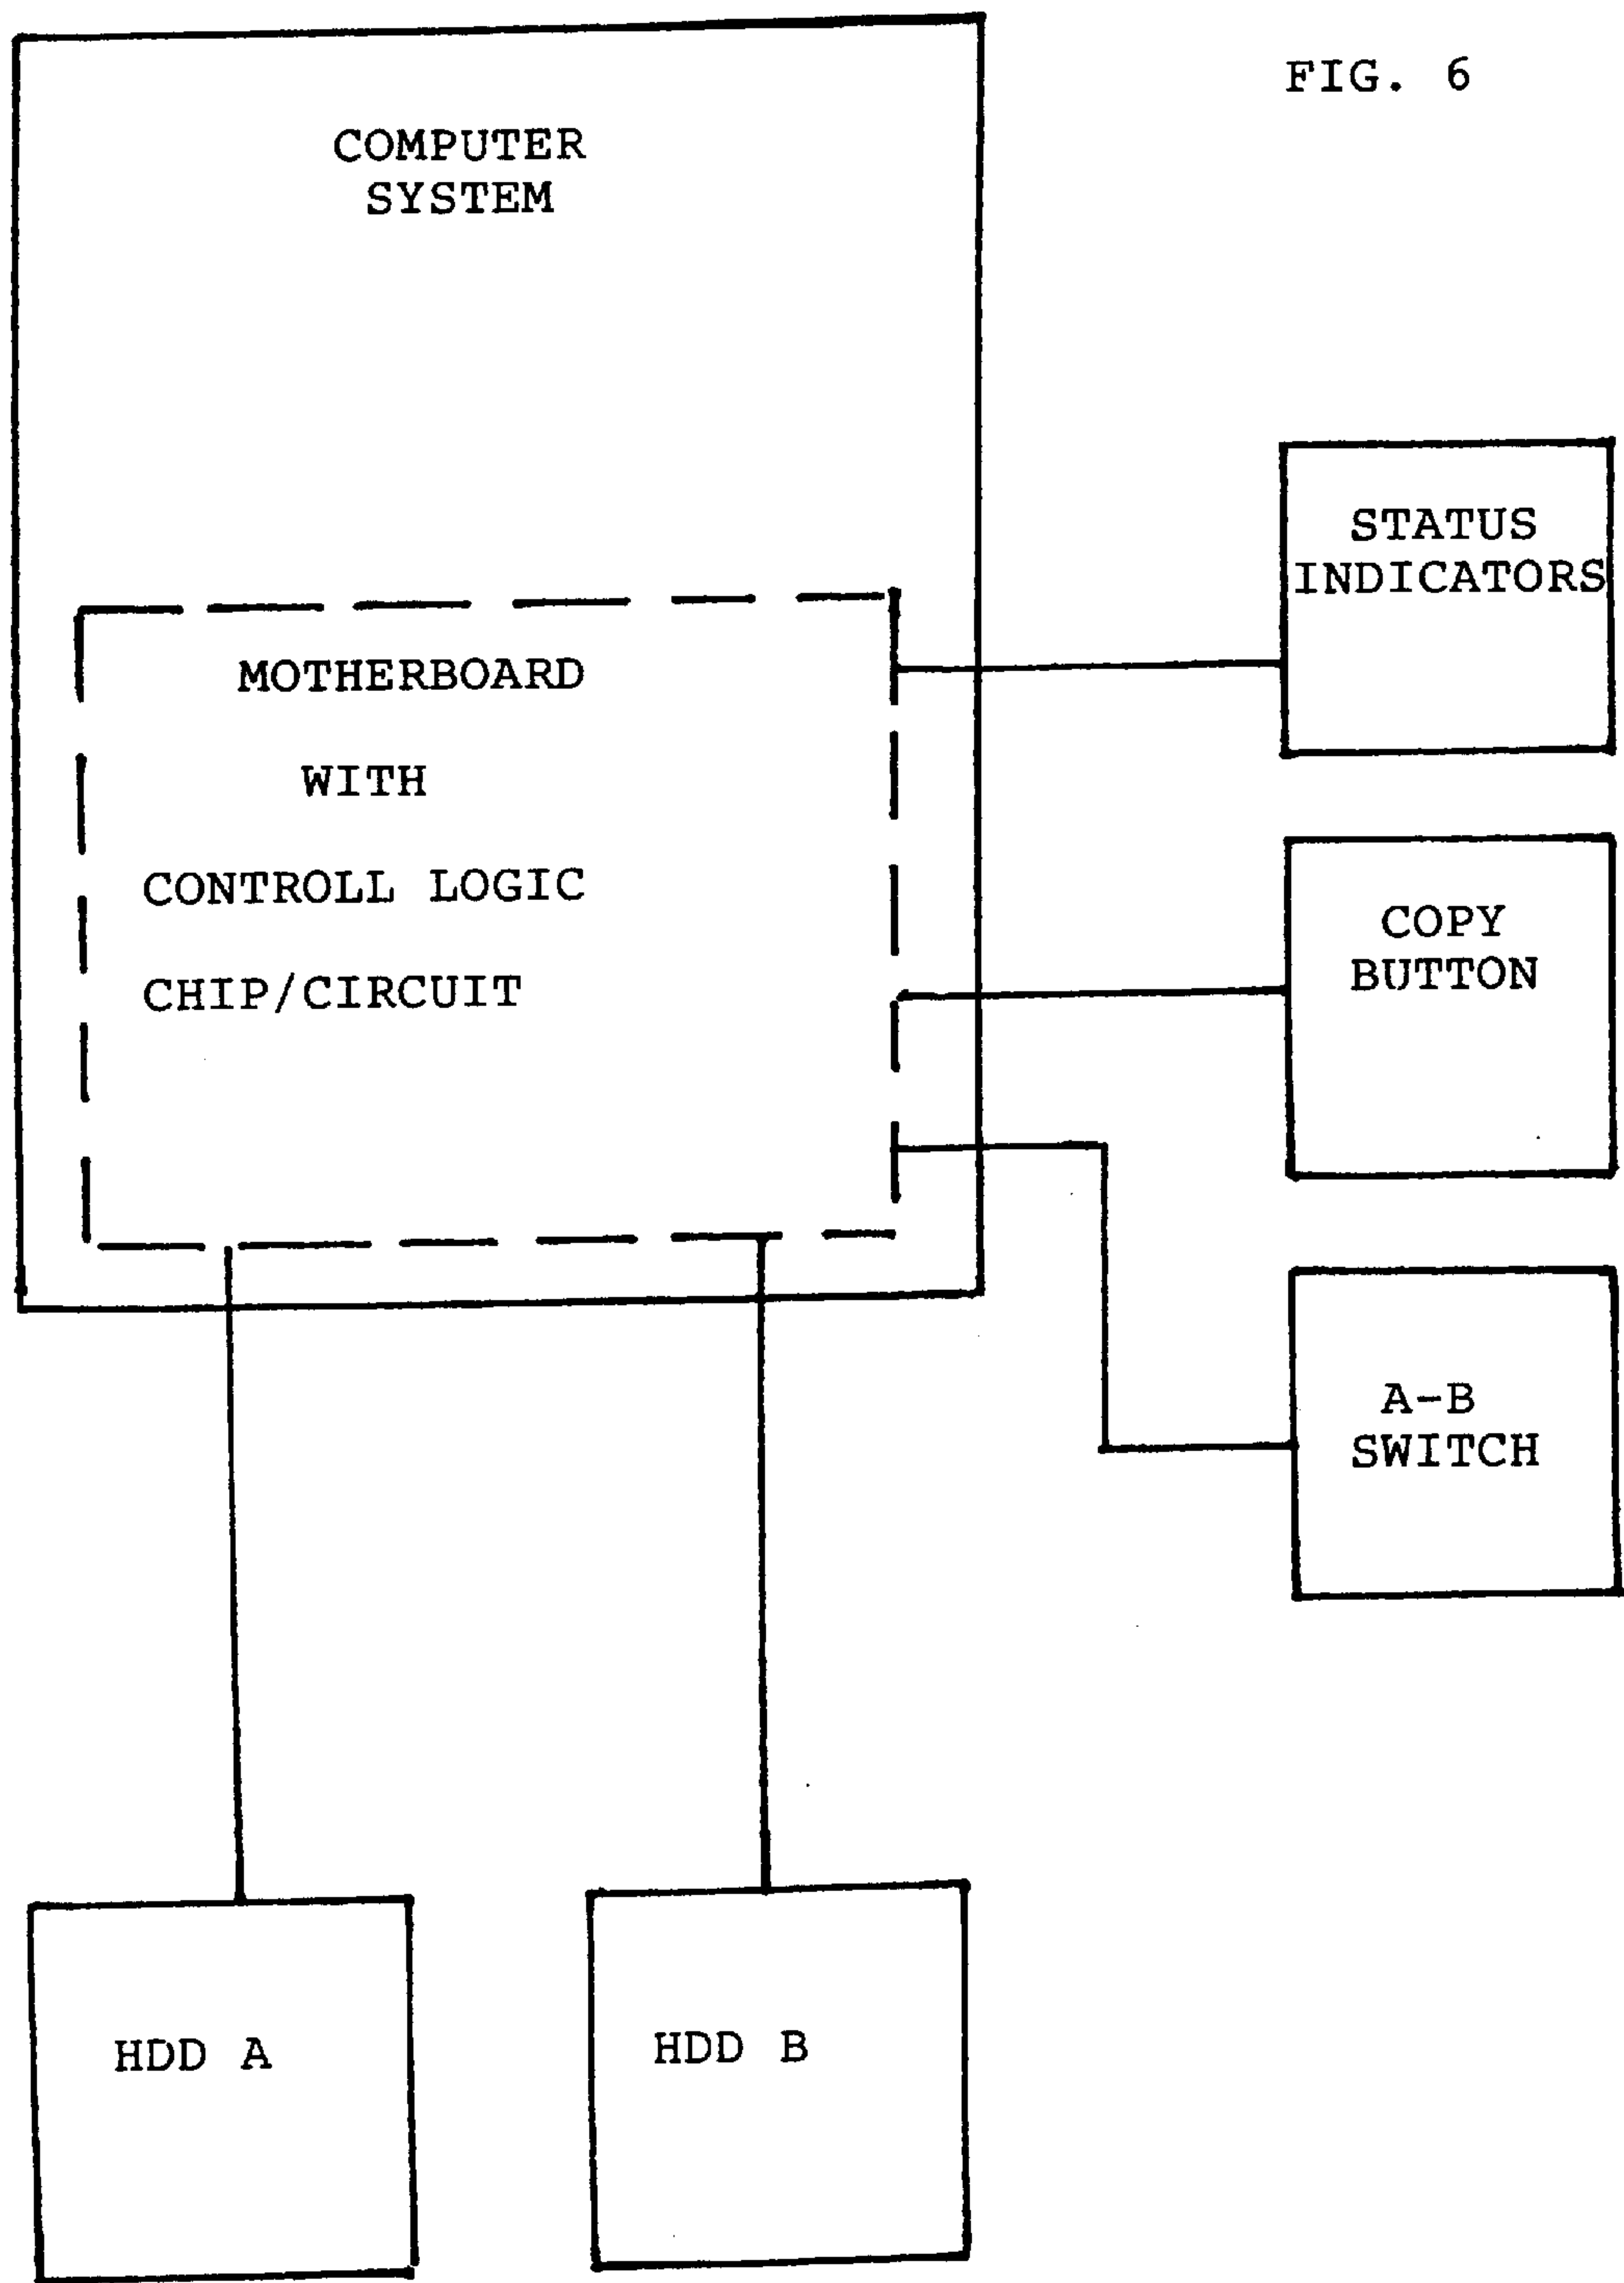 FIG. 6
COMPUTER
SYSTEM
STATUS
INDICATORS
MOTHERBOARD
WITH
CONTROLL LOGIC
CHIP/CIRCUIT
COPY
BUTTON
A-B
SWITCH
HDD A
HDD B